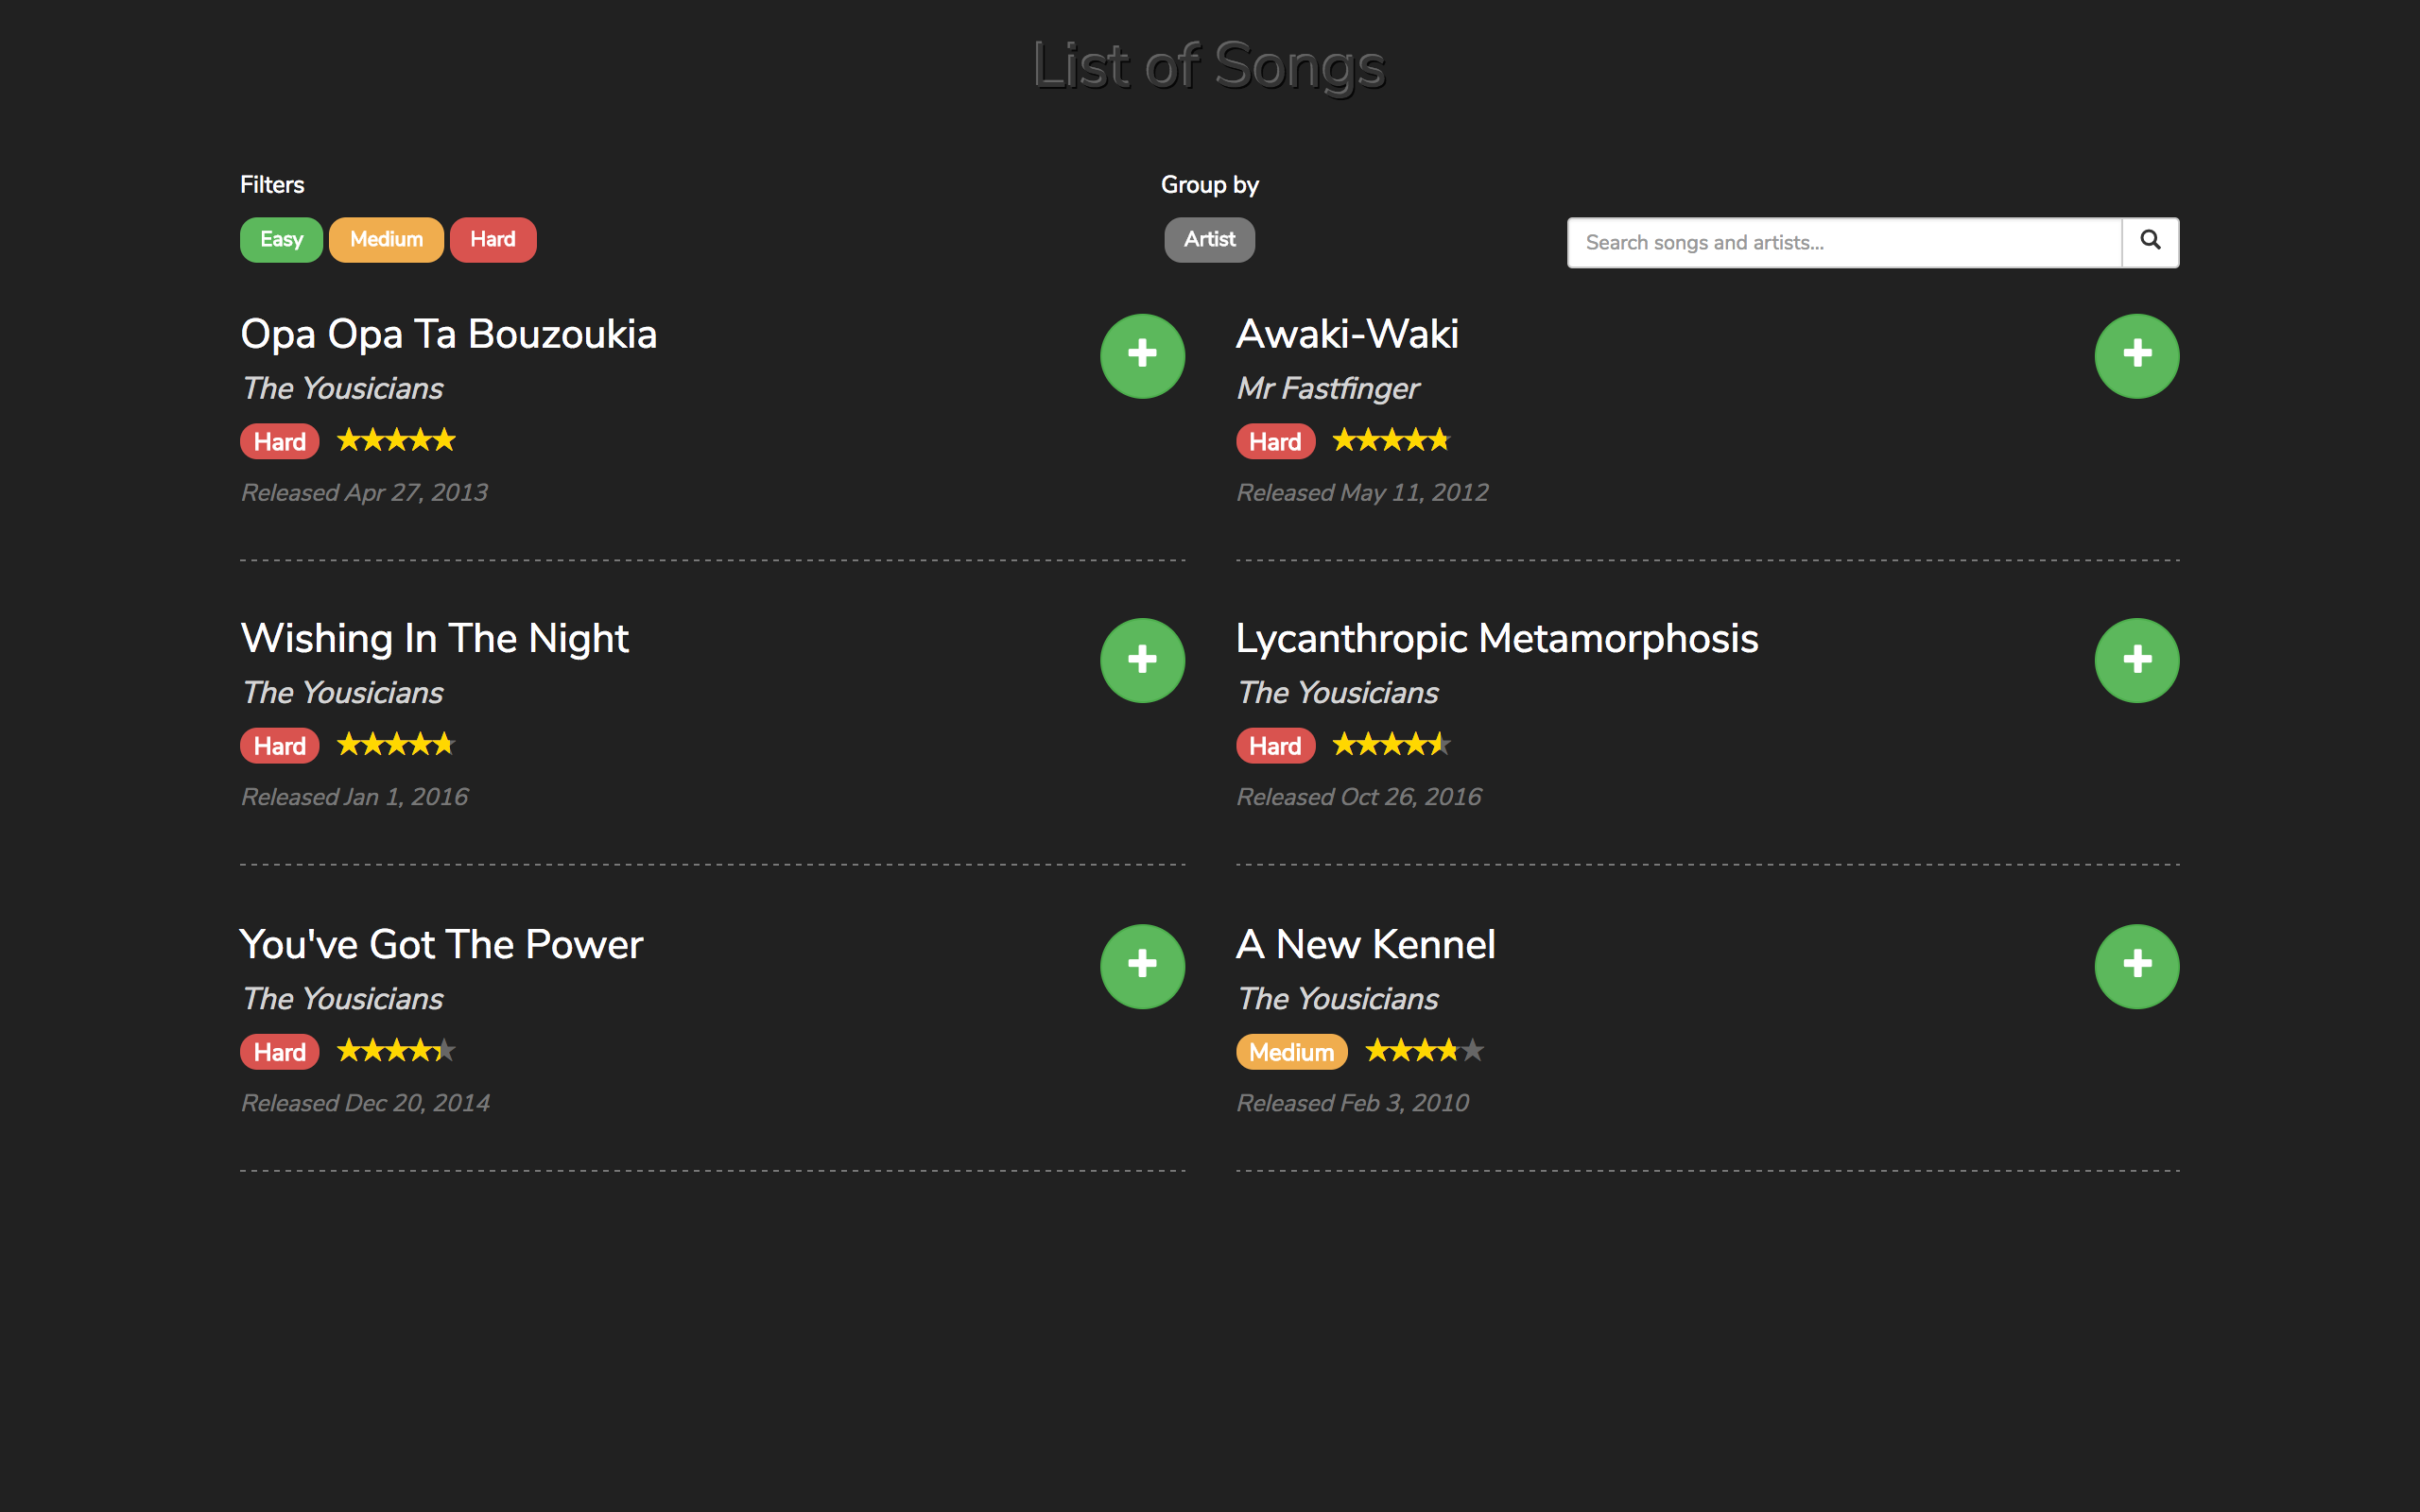 List of Songs
Filters
Group by
Easy Medium Hard
Artist
Search songs and artists...
Opa Opa Ta Bouzoukia
The Yousicians
Hard
Released Apr 27, 2013
Awaki-Waki
Mr Fastfinger
Hard
Released May 11, 2012
Wishing In The Night
The Yousicians
Hard
Released Jan 1, 2016
Lycanthropic Metamorphosis
The Yousicians
Hard
Released Oct 26, 2016
You've Got The Power
The Yousicians
Hard
Released Dec 20, 2014
A New Kennel
The Yousicians
Medium
Released Feb 3, 2010